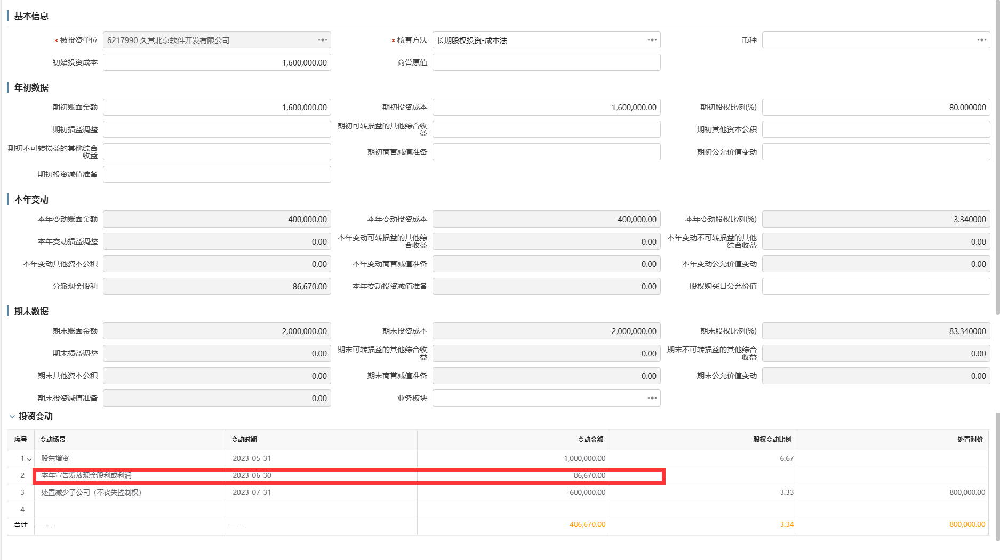 基本信息
* 被投资单位 6217990 久其北京软件开发有限公司 * 核算方法 长期股权投资-成本法 币种
初始投资成本 1,600,000.00 商誉原值
年初数据
期初账面金额 1,600,000.00 期初投资成本 1,600,000.00 期初股权比例(%) 80.000000
期初损益调整 期初可转损益的其他综合收益 期初其他资本公积
期初不可转损益的其他综合收益 期初商誉减值准备 期初公允价值变动
期初投资减值准备
本年变动
本年变动账面金额 400,000.00 本年变动投资成本 400,000.00 本年变动股权比例(%) 3.340000
本年变动损益调整 0.00 本年变动可转损益的其他综合收益 0.00 本年变动不可转损益的其他综合收益 0.00
本年变动其他资本公积 0.00 本年变动商誉减值准备 0.00 本年变动公允价值变动 0.00
分派现金股利 86,670.00 本年变动投资减值准备 0.00 股权购买日公允价值
期末数据
期末账面金额 2,000,000.00 期末投资成本 2,000,000.00 期末股权比例(%) 83.340000
期末损益调整 0.00 期末可转损益的其他综合收益 0.00 期末不可转损益的其他综合收益 0.00
期末其他资本公积 0.00 期末商誉减值准备 0.00 期末公允价值变动 0.00
期末投资减值准备 0.00 业务板块
投资变动
序号 变动场景 变动时期 变动金额 股权变动比例 处置对价
1 股东增资 2023-05-31 1,000,000.00 6.67
2 本年宣告发放现金股利或利润 2023-06-30 86,670.00
3 处置减少子公司（不丧失控制权） 2023-07-31 -600,000.00 -3.33 800,000.00
4
合计 — — — — 486,670.00 3.34 800,000.00